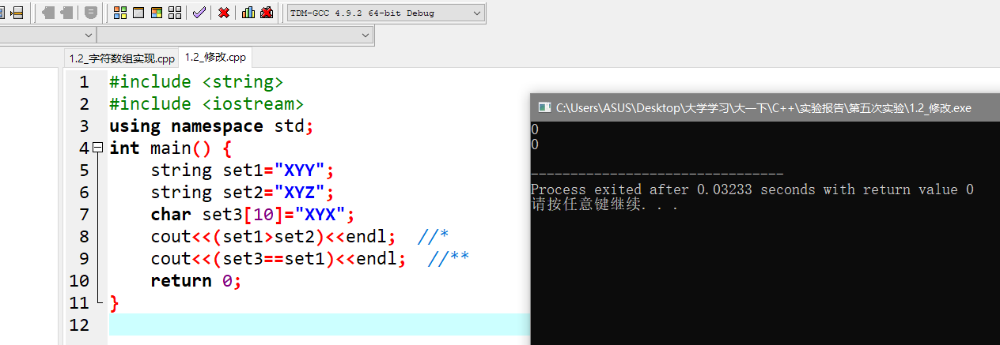 TDM-GCC 4.9.2 64-bit Debug
1.2_字符数组实现.cpp 1.2_修改.cpp
1 #include <string>
2 #include <iostream>
3 using namespace std;
4 int main() {
5 string set1="XYY";
6 string set2="XYZ";
7 char set3[10]="XYX";
8 cout<<(set1>set2)<<endl; //*
9 cout<<(set3==set1)<<endl; //**
10 return 0;
11 }
12
C:\Users\ASUS\Desktop\大学学习\大一下\C++\实验报告\第五次实验\1.2_修改.exe
0
0
--------------------------------
Process exited after 0.03233 seconds with return value 0
请按任意键继续. . .